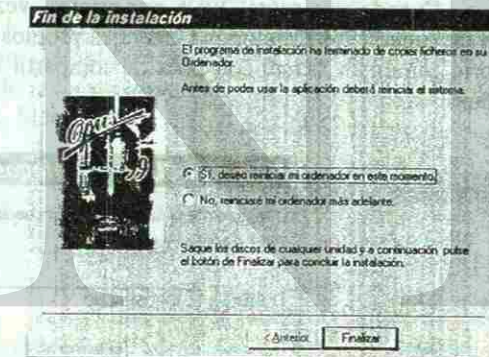 Fin de la instalación
El programa de instalación ha terminado de copiar ficheros en su
Ordenador.
Antes de poder usar la aplicación deberá reiniciar el sistema.
Opus
Sí, deseo reiniciar mi ordenador en este momento.
No, reiniciaré mi ordenador más adelante.
Saque los discos de cualquier unidad y a continuación pulse
el botón de Finalizar para concluir la instalación.
< Anterior
Finalizar